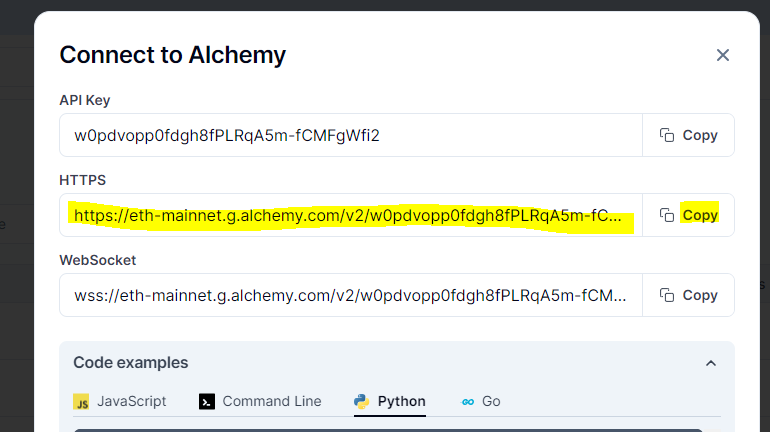 Connect to Alchemy
API Key
w0pdvopp0fdgh8fPLRqA5m-fCMFgWfi2 Copy
HTTPS
https://eth-mainnet.g.alchemy.com/v2/w0pdvopp0fdgh8fPLRqA5m-fC... Copy
WebSocket
wss://eth-mainnet.g.alchemy.com/v2/w0pdvopp0fdgh8fPLRqA5m-fCM... Copy
Code examples
JS JavaScript Command Line Python GO Go